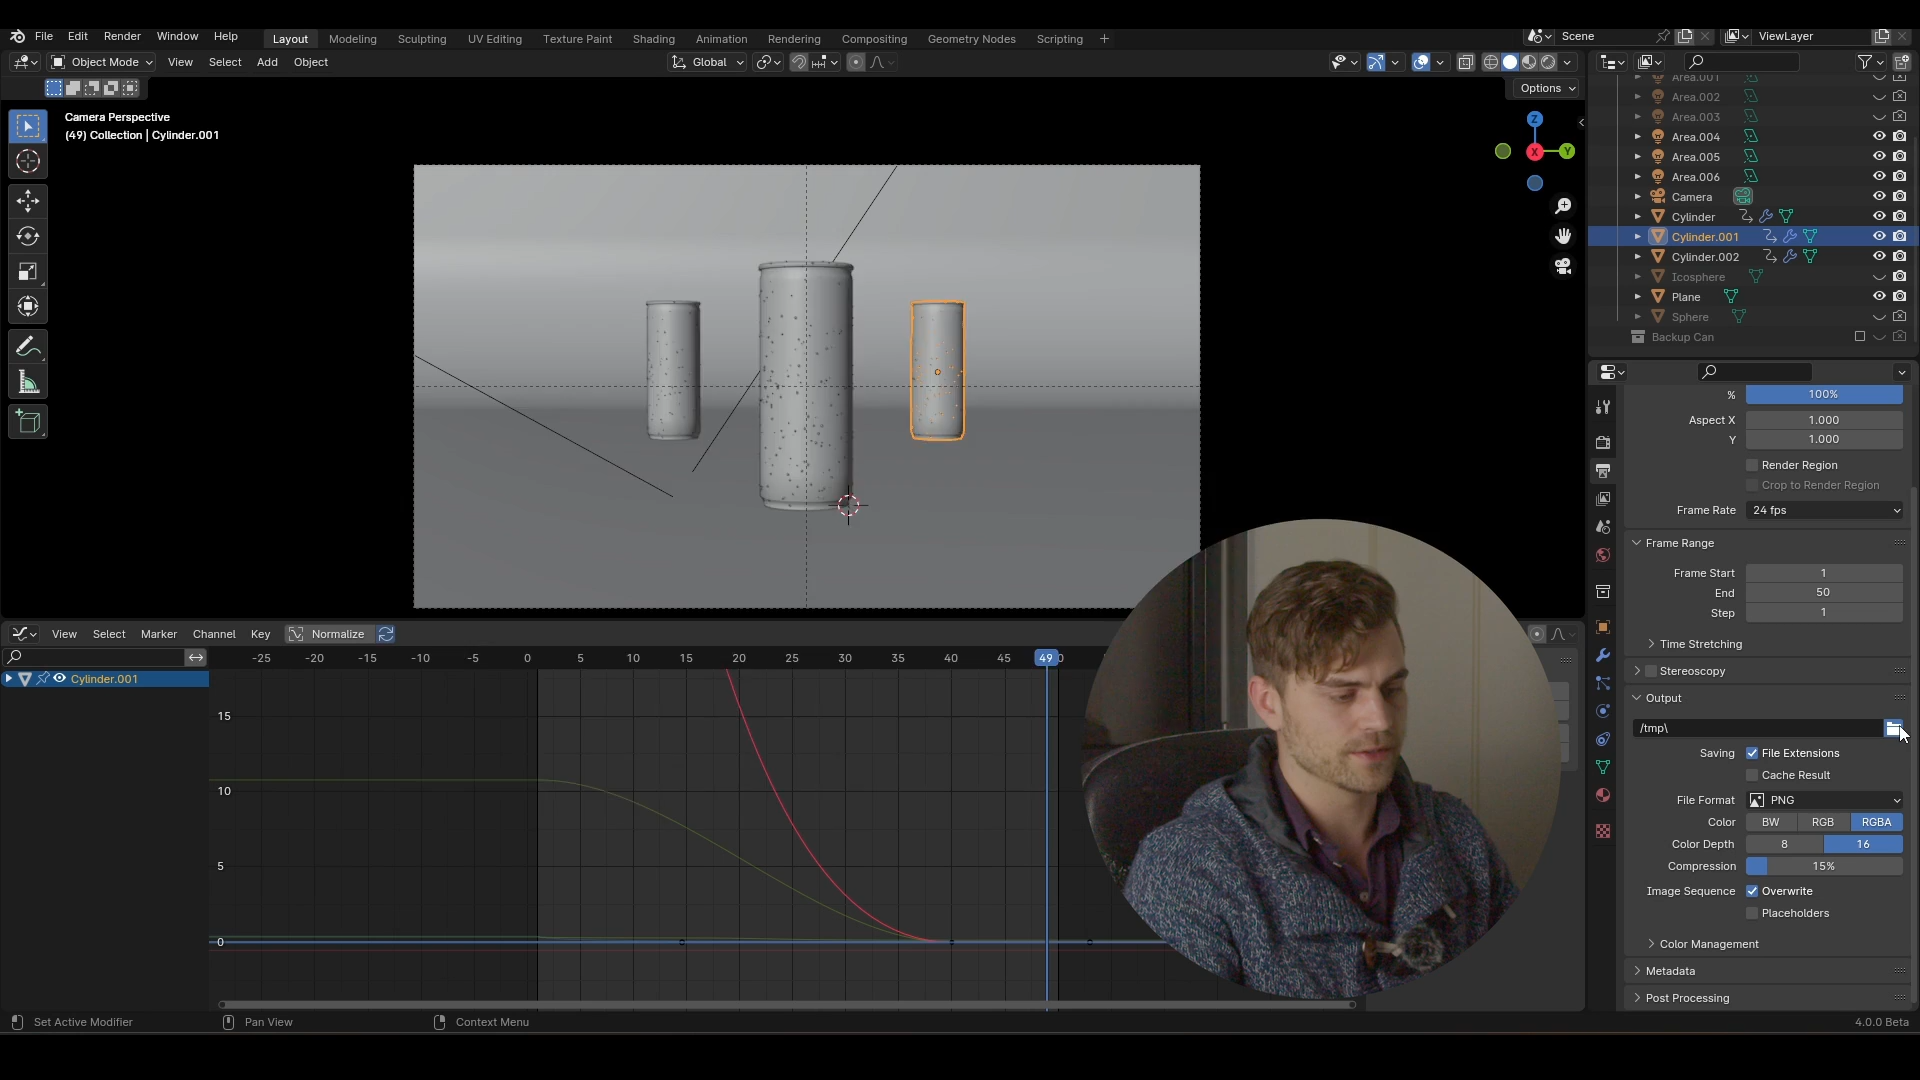 File Edit Render Window Help
Layout Modeling Sculpting UV Editing Texture Paint Shading Animation Rendering Compositing Geometry Nodes Scripting +
Scene
ViewLayer
Object Mode View Select Add Object
Global
Options
Camera Perspective
(49) Collection | Cylinder.001
Z
X
Y
Area.001
Area.002
Area.003
Area.004
Area.005
Area.006
Camera
Cylinder
Cylinder.001
Cylinder.002
Icosphere
Plane
Sphere
Backup Can
% 100%
Aspect X 1.000
Y 1.000
Render Region
Crop to Render Region
Frame Rate 24 fps
Frame Range
Frame Start 1
End 50
Step 1
Time Stretching
Stereoscopy
Output
/tmp\
Saving File Extensions
Cache Result
File Format PNG
Color BW RGB RGBA
Color Depth 8 16
Compression 15%
Image Sequence Overwrite
Placeholders
Color Management
Metadata
Post Processing
View Select Marker Channel Key Normalize
-25 -20 -15 -10 -5 0 5 10 15 20 25 30 35 40 45 49
Cylinder.001
15
10
5
0
Set Active Modifier Pan View Context Menu
4.0.0 Beta